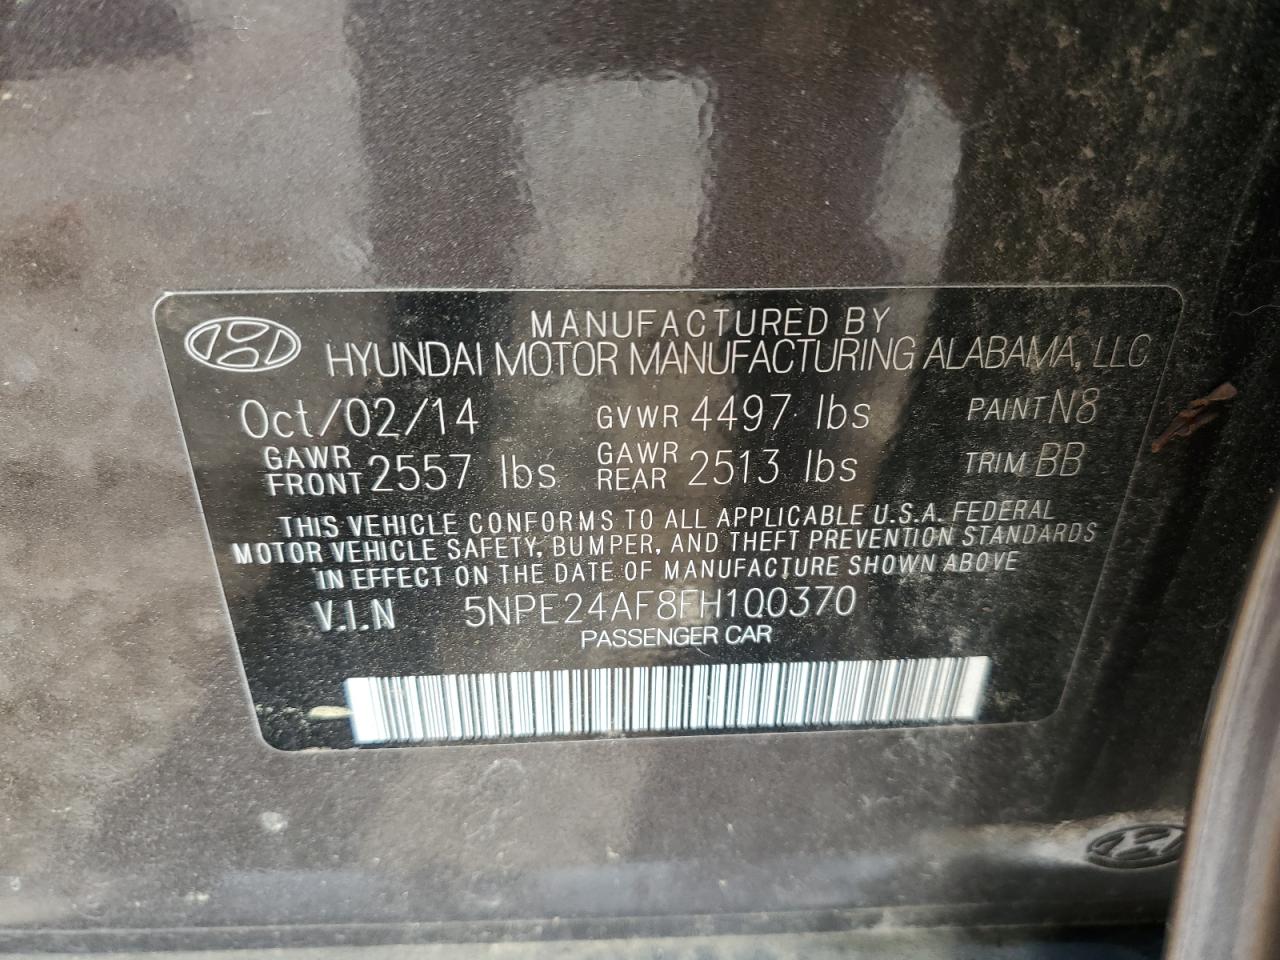 MANUFACTURED BY
HYUNDAI MOTOR MANUFACTURING ALABAMA, LLC
Oct/02/14 GVWR 4497 lbs PAINT N8
GAWR FRONT 2557 lbs GAWR REAR 2513 lbs TRIM BB
THIS VEHICLE CONFORMS TO ALL APPLICABLE U.S.A. FEDERAL
MOTOR VEHICLE SAFETY, BUMPER, AND THEFT PREVENTION STANDARDS
IN EFFECT ON THE DATE OF MANUFACTURE SHOWN ABOVE
V.I.N 5NPE24AF8FH100370
PASSENGER CAR